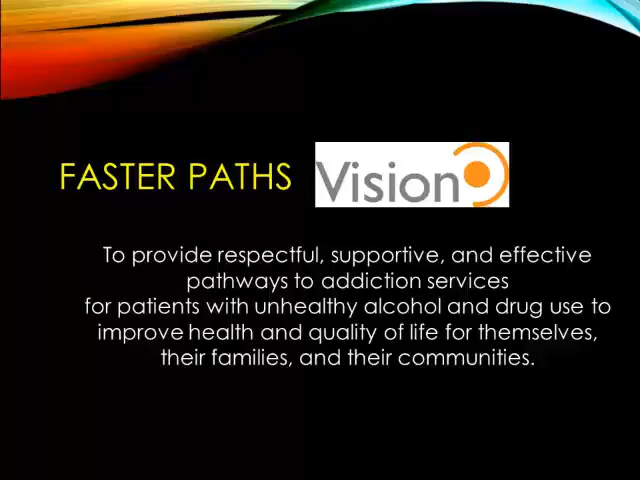 FASTER PATHS Vision
To provide respectful, supportive, and effective
pathways to addiction services
for patients with unhealthy alcohol and drug use to
improve health and quality of life for themselves,
their families, and their communities.